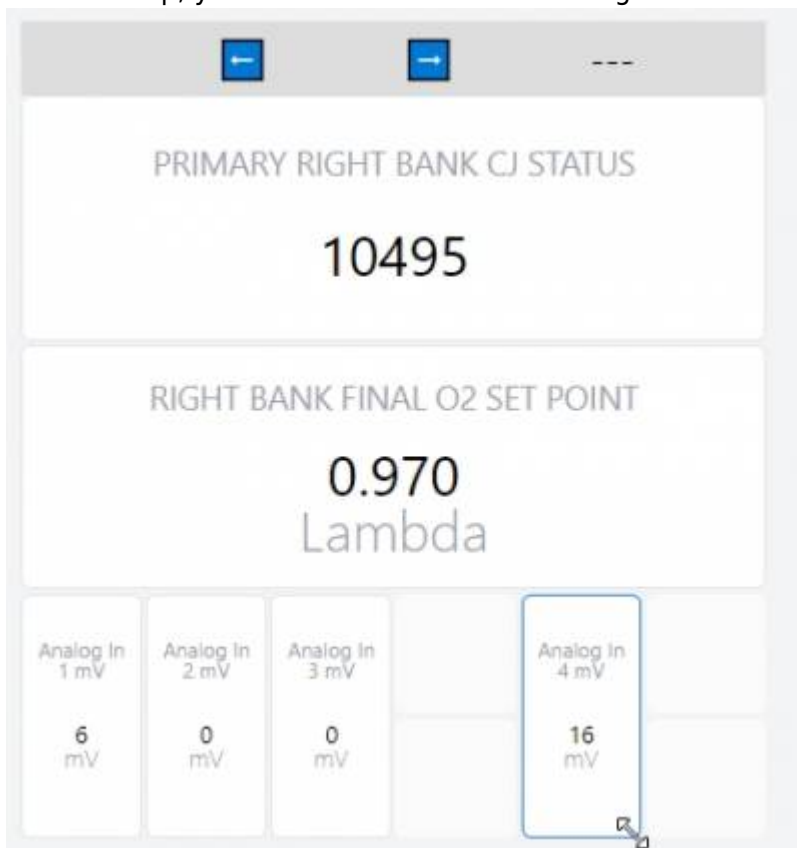 ---
PRIMARY RIGHT BANK CJ STATUS
10495
RIGHT BANK FINAL O2 SET POINT
0.970
Lambda
Analog In
1 mV
6
mV
Analog In
2 mV
0
mV
Analog In
3 mV
0
mV
Analog In
4 mV
16
mV